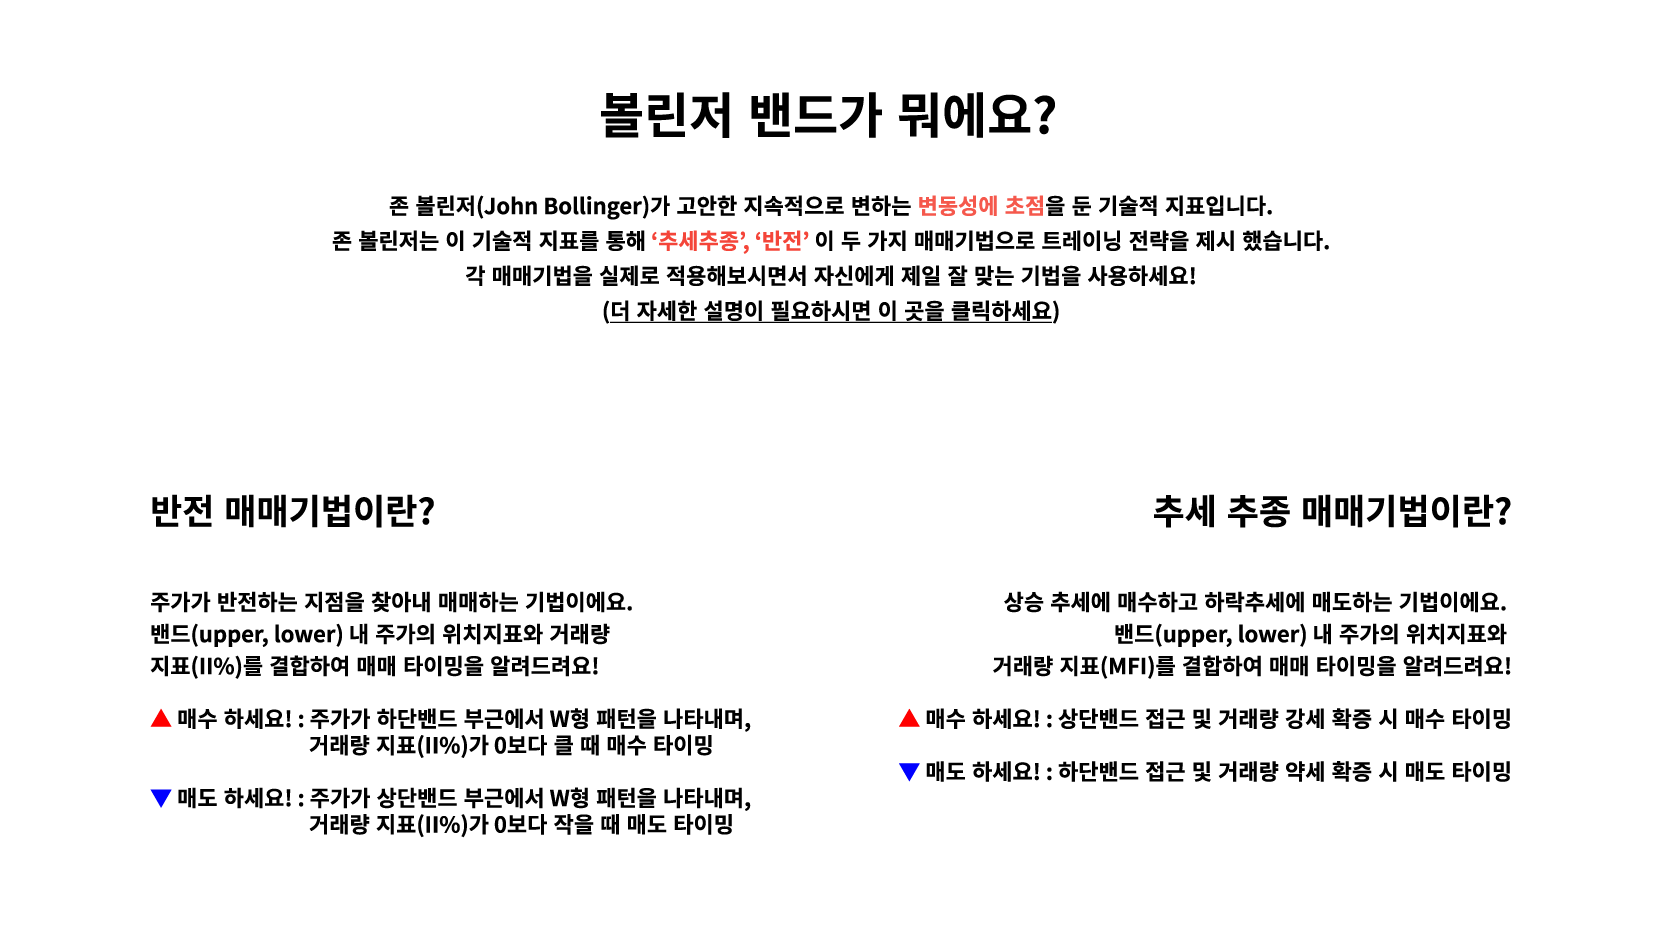 볼린저 밴드가 뭐에요?
존 볼린저(John Bollinger)가 고안한 지속적으로 변하는 변동성에 초점을 둔 기술적 지표입니다.
존 볼린저는 이 기술적 지표를 통해 ‘추세추종’, ‘반전’ 이 두 가지 매매기법으로 트레이닝 전략을 제시 했습니다.
각 매매기법을 실제로 적용해보시면서 자신에게 제일 잘 맞는 기법을 사용하세요!
(더 자세한 설명이 필요하시면 이 곳을 클릭하세요)
반전 매매기법이란?
주가가 반전하는 지점을 찾아내 매매하는 기법이에요.
밴드(upper, lower) 내 주가의 위치지표와 거래량
지표(II%)를 결합하여 매매 타이밍을 알려드려요!
▲ 매수 하세요! : 주가가 하단밴드 부근에서 W형 패턴을 나타내며,
거래량 지표(II%)가 0보다 클 때 매수 타이밍
▼ 매도 하세요! : 주가가 상단밴드 부근에서 W형 패턴을 나타내며,
거래량 지표(II%)가 0보다 작을 때 매도 타이밍
추세 추종 매매기법이란?
상승 추세에 매수하고 하락추세에 매도하는 기법이에요.
밴드(upper, lower) 내 주가의 위치지표와
거래량 지표(MFI)를 결합하여 매매 타이밍을 알려드려요!
▲ 매수 하세요! : 상단밴드 접근 및 거래량 강세 확증 시 매수 타이밍
▼ 매도 하세요! : 하단밴드 접근 및 거래량 약세 확증 시 매도 타이밍